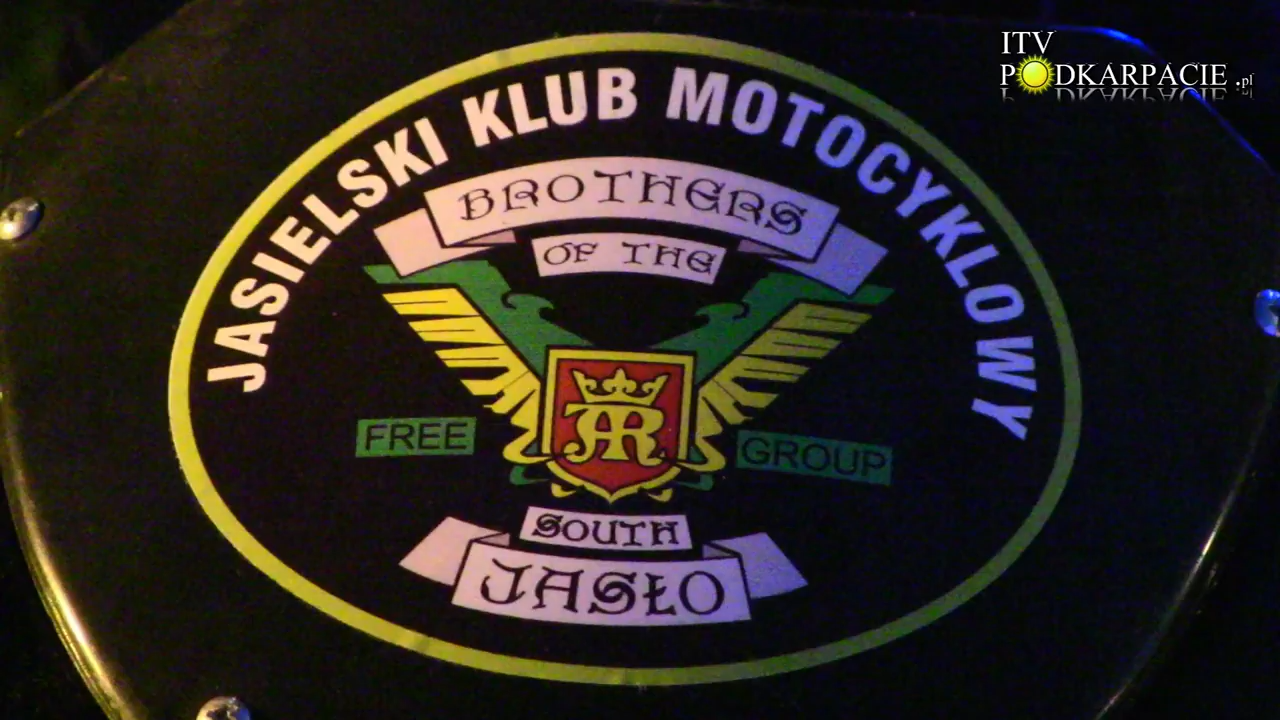 ITV
PODKARPACIE.pl
JASIELSKI KLUB MOTOCYKLOWY
BROTHERS
OF THE
FREE GROUP
SOUTH
JASŁO